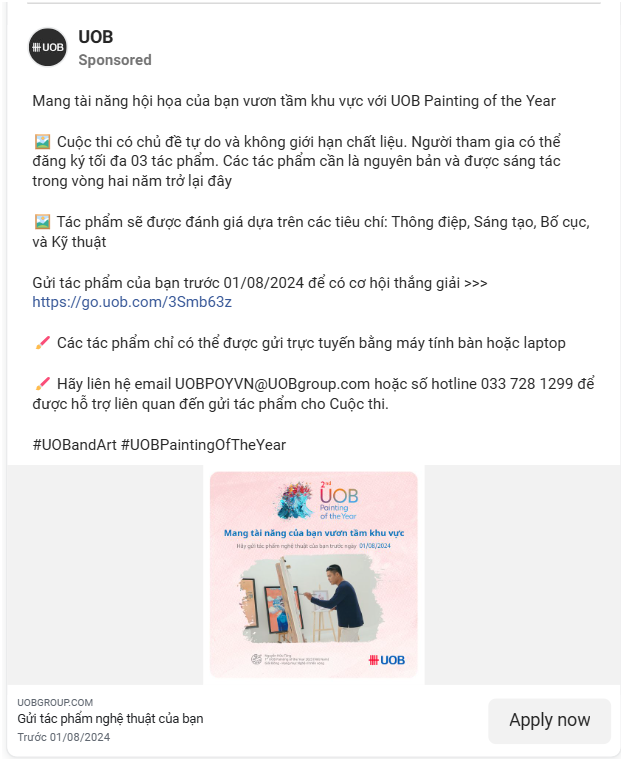 UOB
UOB
Sponsored
Mang tài năng hội họa của bạn vươn tầm khu vực với UOB Painting of the Year
Cuộc thi có chủ đề tự do và không giới hạn chất liệu. Người tham gia có thể
đăng ký tối đa 03 tác phẩm. Các tác phẩm cần là nguyên bản và được sáng tác
trong vòng hai năm trở lại đây
Tác phẩm sẽ được đánh giá dựa trên các tiêu chí: Thông điệp, Sáng tạo, Bố cục,
và Kỹ thuật
Gửi tác phẩm của bạn trước 01/08/2024 để có cơ hội thắng giải >>>
https://go.uob.com/3Smb63z
Các tác phẩm chỉ có thể được gửi trực tuyến bằng máy tính bàn hoặc laptop
Hãy liên hệ email UOBPOYVN@UOBgroup.com hoặc số hotline 033 728 1299 để
được hỗ trợ liên quan đến gửi tác phẩm cho Cuộc thi.
#UOBandArt #UOBPaintingOfTheYear
2nd
UOB
Painting
of the Year
Mang tài năng của bạn vươn tầm khu vực
Hãy gửi tác phẩm nghệ thuật của bạn trước ngày 01/08/2024
UOB
UOBGROUP.COM
Gửi tác phẩm nghệ thuật của bạn
Trước 01/08/2024
Apply now